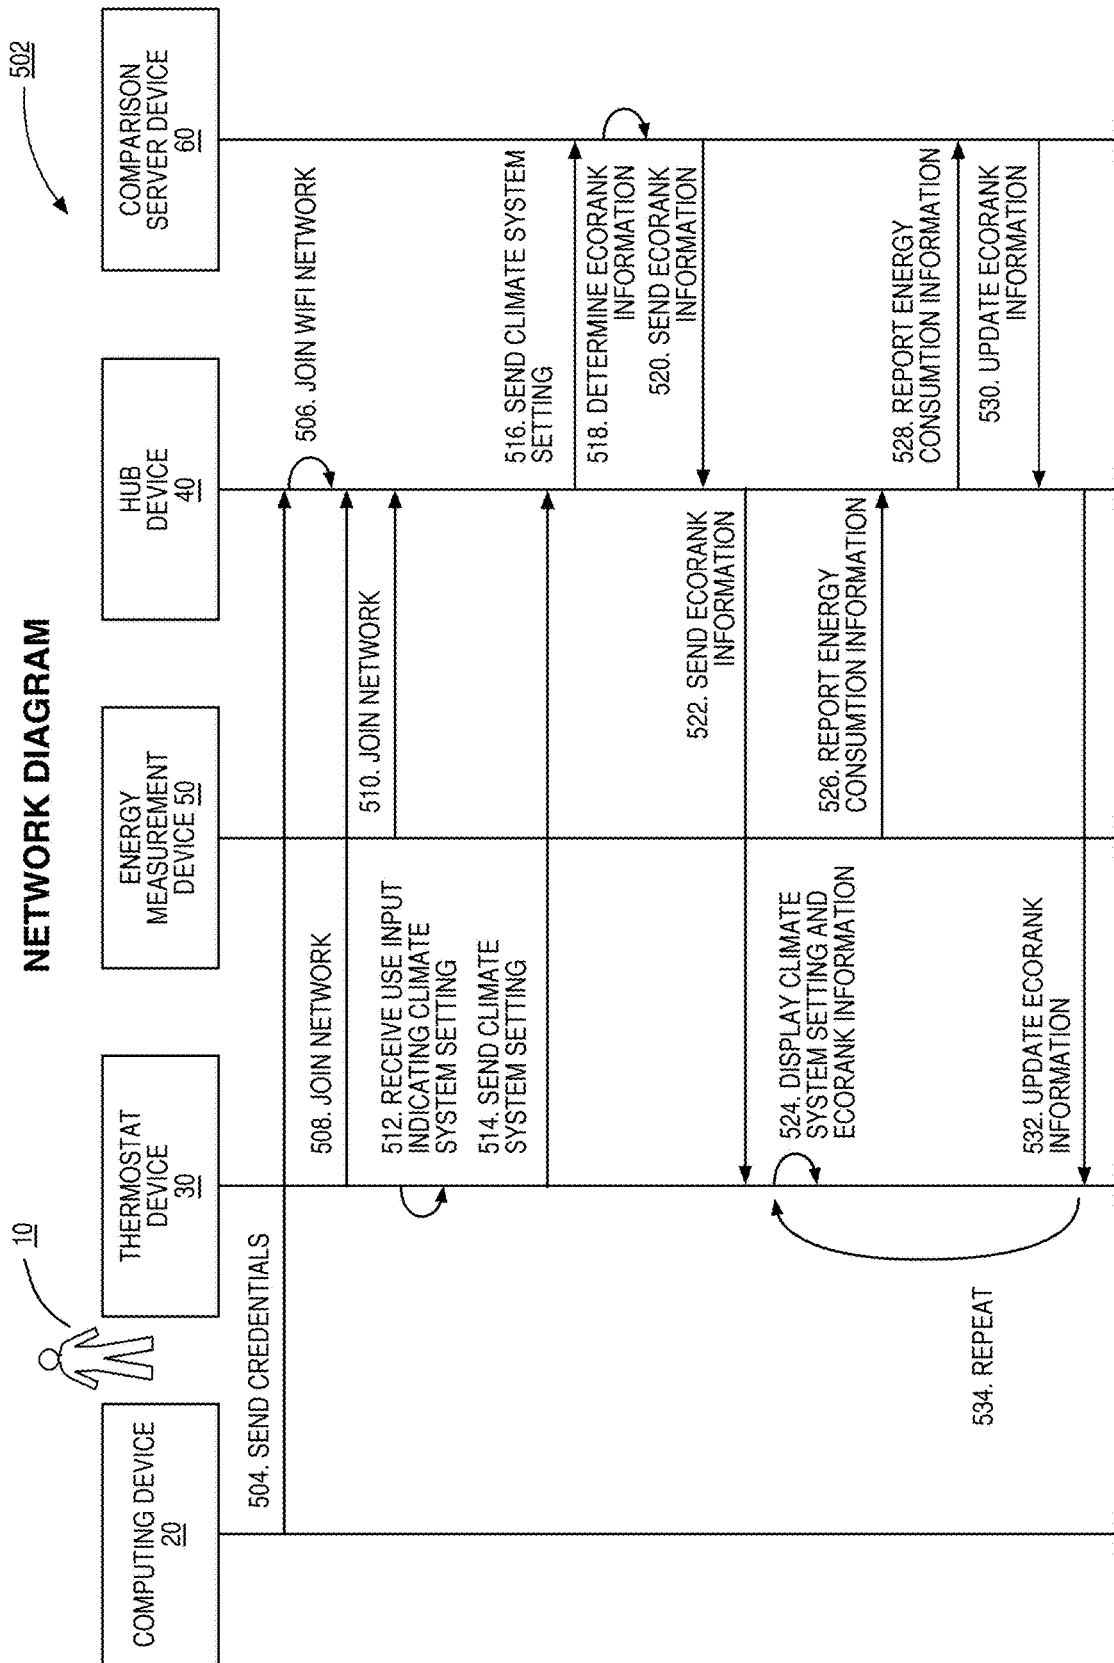 NETWORK DIAGRAM
502
10
COMPUTING DEVICE
20
THERMOSTAT
DEVICE
30
ENERGY
MEASUREMENT
DEVICE 50
HUB
DEVICE
40
COMPARISON
SERVER DEVICE
60
504. SEND CREDENTIALS
506. JOIN WIFI NETWORK
508. JOIN NETWORK
510. JOIN NETWORK
512. RECEIVE USE INPUT
INDICATING CLIMATE
SYSTEM SETTING
514. SEND CLIMATE
SYSTEM SETTING
516. SEND CLIMATE SYSTEM
SETTING
518. DETERMINE ECORANK
INFORMATION
520. SEND ECORANK
INFORMATION
522. SEND ECORANK
INFORMATION
524. DISPLAY CLIMATE
SYSTEM SETTING AND
ECORANK INFORMATION
526. REPORT ENERGY
CONSUMTION INFORMATION
528. REPORT ENERGY
CONSUMTION INFORMATION
530. UPDATE ECORANK
INFORMATION
532. UPDATE ECORANK
INFORMATION
534. REPEAT